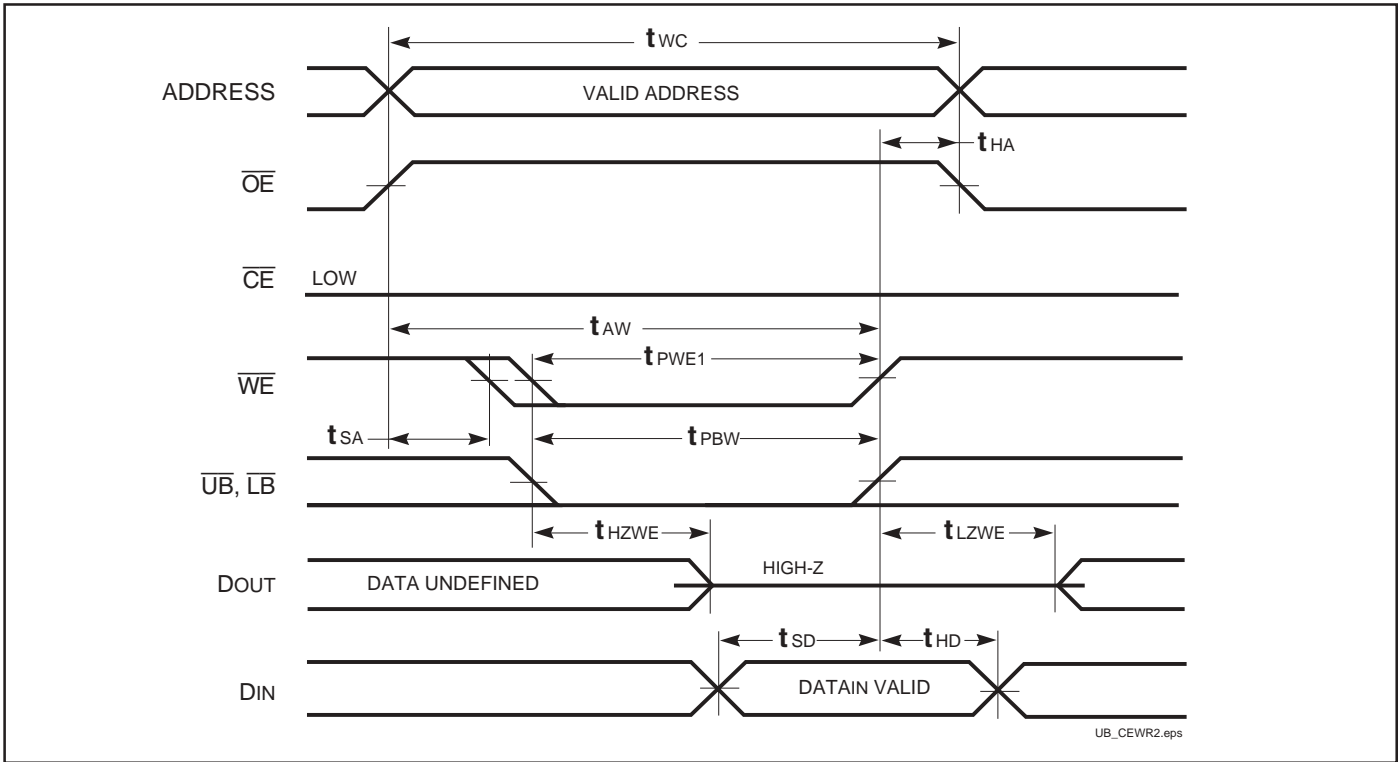 tWC
ADDRESS
VALID ADDRESS
tHA
OE
CE
LOW
tAW
tPWE1
WE
tSA
tPBW
UB, LB
tHZWE
tLZWE
DOUT
DATA UNDEFINED
HIGH-Z
tSD
tHD
DIN
DATAIN VALID
UB_CEWR2.eps